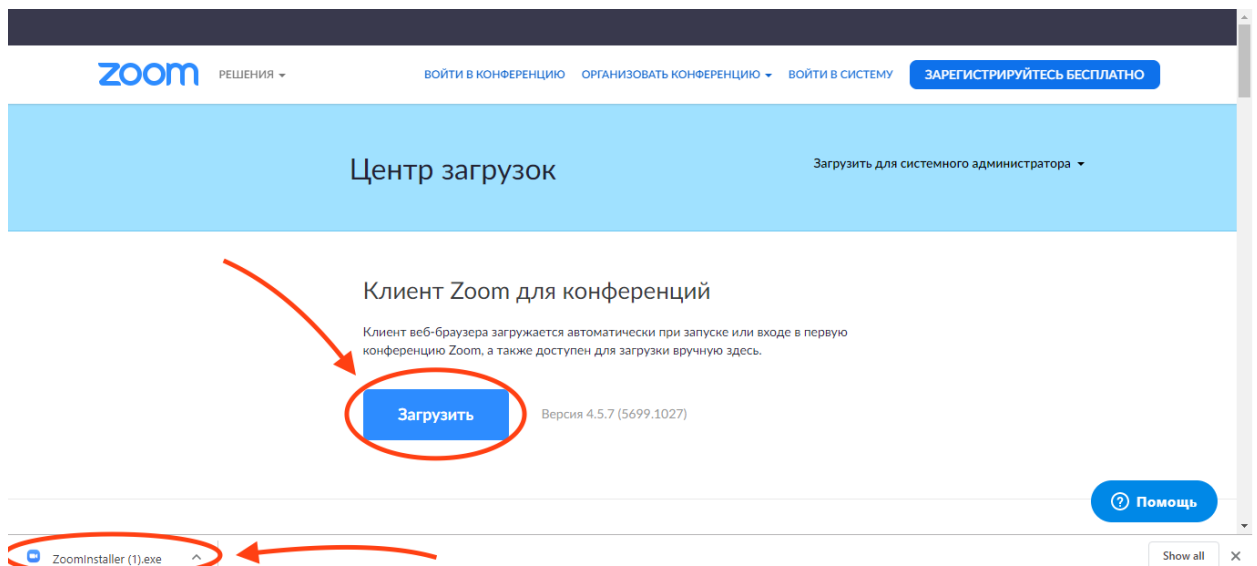 zoom РЕШЕНИЯ ВОЙТИ В КОНФЕРЕНЦИЮ ОРГАНИЗОВАТЬ КОНФЕРЕНЦИЮ ВОЙТИ В СИСТЕМУ ЗАРЕГИСТРИРУЙТЕСЬ БЕСПЛАТНО
Центр загрузок Загрузить для системного администратора
Клиент Zoom для конференций
Клиент веб-браузера загружается автоматически при запуске или входе в первую
конференцию Zoom, а также доступен для загрузки вручную здесь.
Загрузить Версия 4.5.7 (5699.1027)
Помощь
ZoomInstaller (1).exe Show all